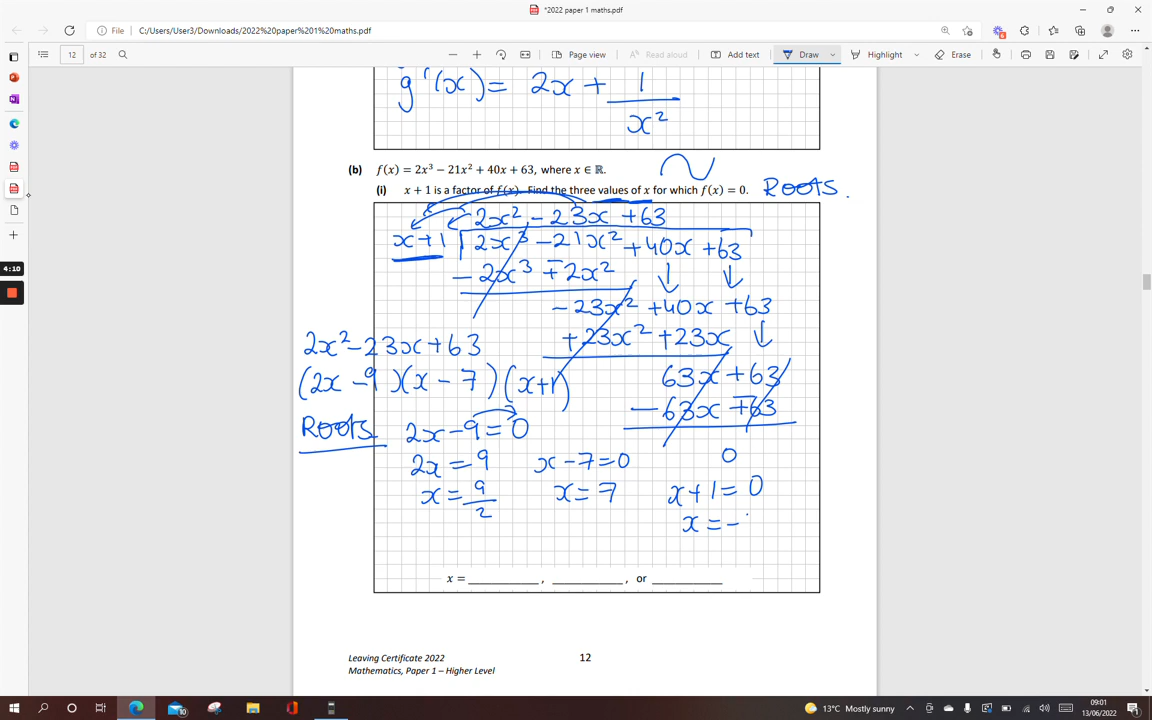 *2022 paper 1 maths.pdf
File
C:/Users/User3/Downloads/2022%20paper%201%20maths.pdf
12 of 32
Page view
Read aloud
Add text
Draw
Highlight
Erase
4:10
g'(x) = 2x + 1/x²
(b) f(x) = 2x³ − 21x² + 40x + 63, where x ∈ ℝ.
(i) x + 1 is a factor of f(x). Find the three values of x for which f(x) = 0. Roots.
2x² − 23x + 63
x+1 2x³ − 21x² + 40x + 63
− 2x³ ∓ 2x²
− 23x² + 40x + 63
+ 23x² + 23x
2x² − 23x + 63
63x + 63
(2x − 9)(x − 7)(x + 1)
− 63x ∓ 63
Roots 2x − 9 = 0
0
2x = 9 x − 7 = 0
x = 9/2 x = 7 x + 1 = 0
x = −
x = ________ , ________ , or ________
Leaving Certificate 2022
12
Mathematics, Paper 1 – Higher Level
10
13°C Mostly sunny
09:01
13/06/2022